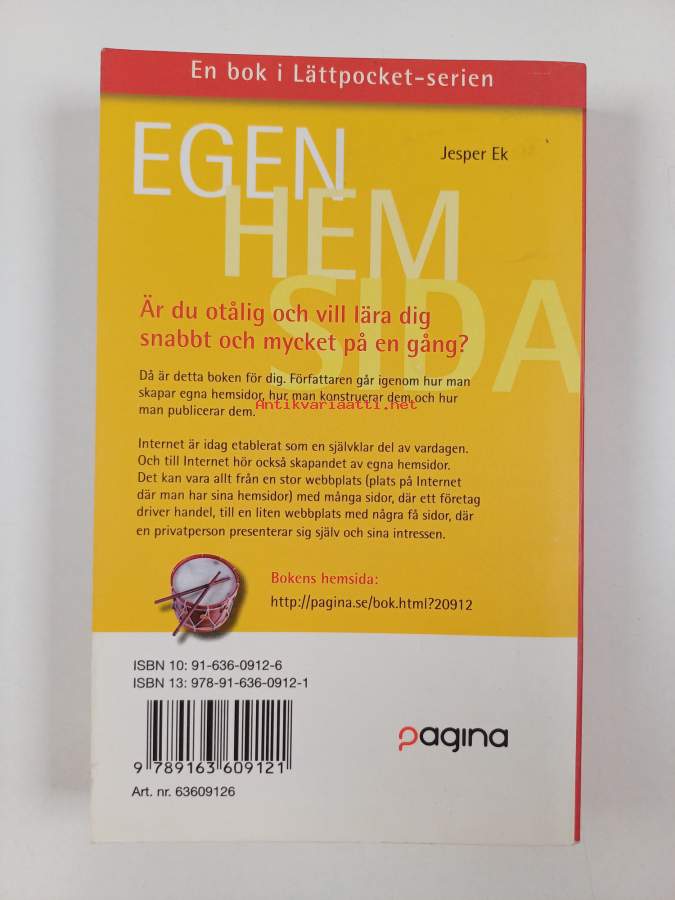 En bok i Lättpocket-serien
EGEN
Jesper Ek
HEM
SIDA
Är du otålig och vill lära dig
snabbt och mycket på en gång?
Då är detta boken för dig. Författaren går igenom hur man
skapar egna hemsidor, hur man konstruerar dem och hur
man publicerar dem.
Antikvariaatti.net
Internet är idag etablerat som en självklar del av vardagen.
Och till Internet hör också skapandet av egna hemsidor.
Det kan vara allt från en stor webbplats (plats på Internet
där man har sina hemsidor) med många sidor, där ett företag
driver handel, till en liten webbplats med några få sidor, där
en privatperson presenterar sig själv och sina intressen.
Bokens hemsida:
http://pagina.se/bok.html?20912
ISBN 10: 91-636-0912-6
ISBN 13: 978-91-636-0912-1
pagina
9 789163 609121
Art. nr. 63609126